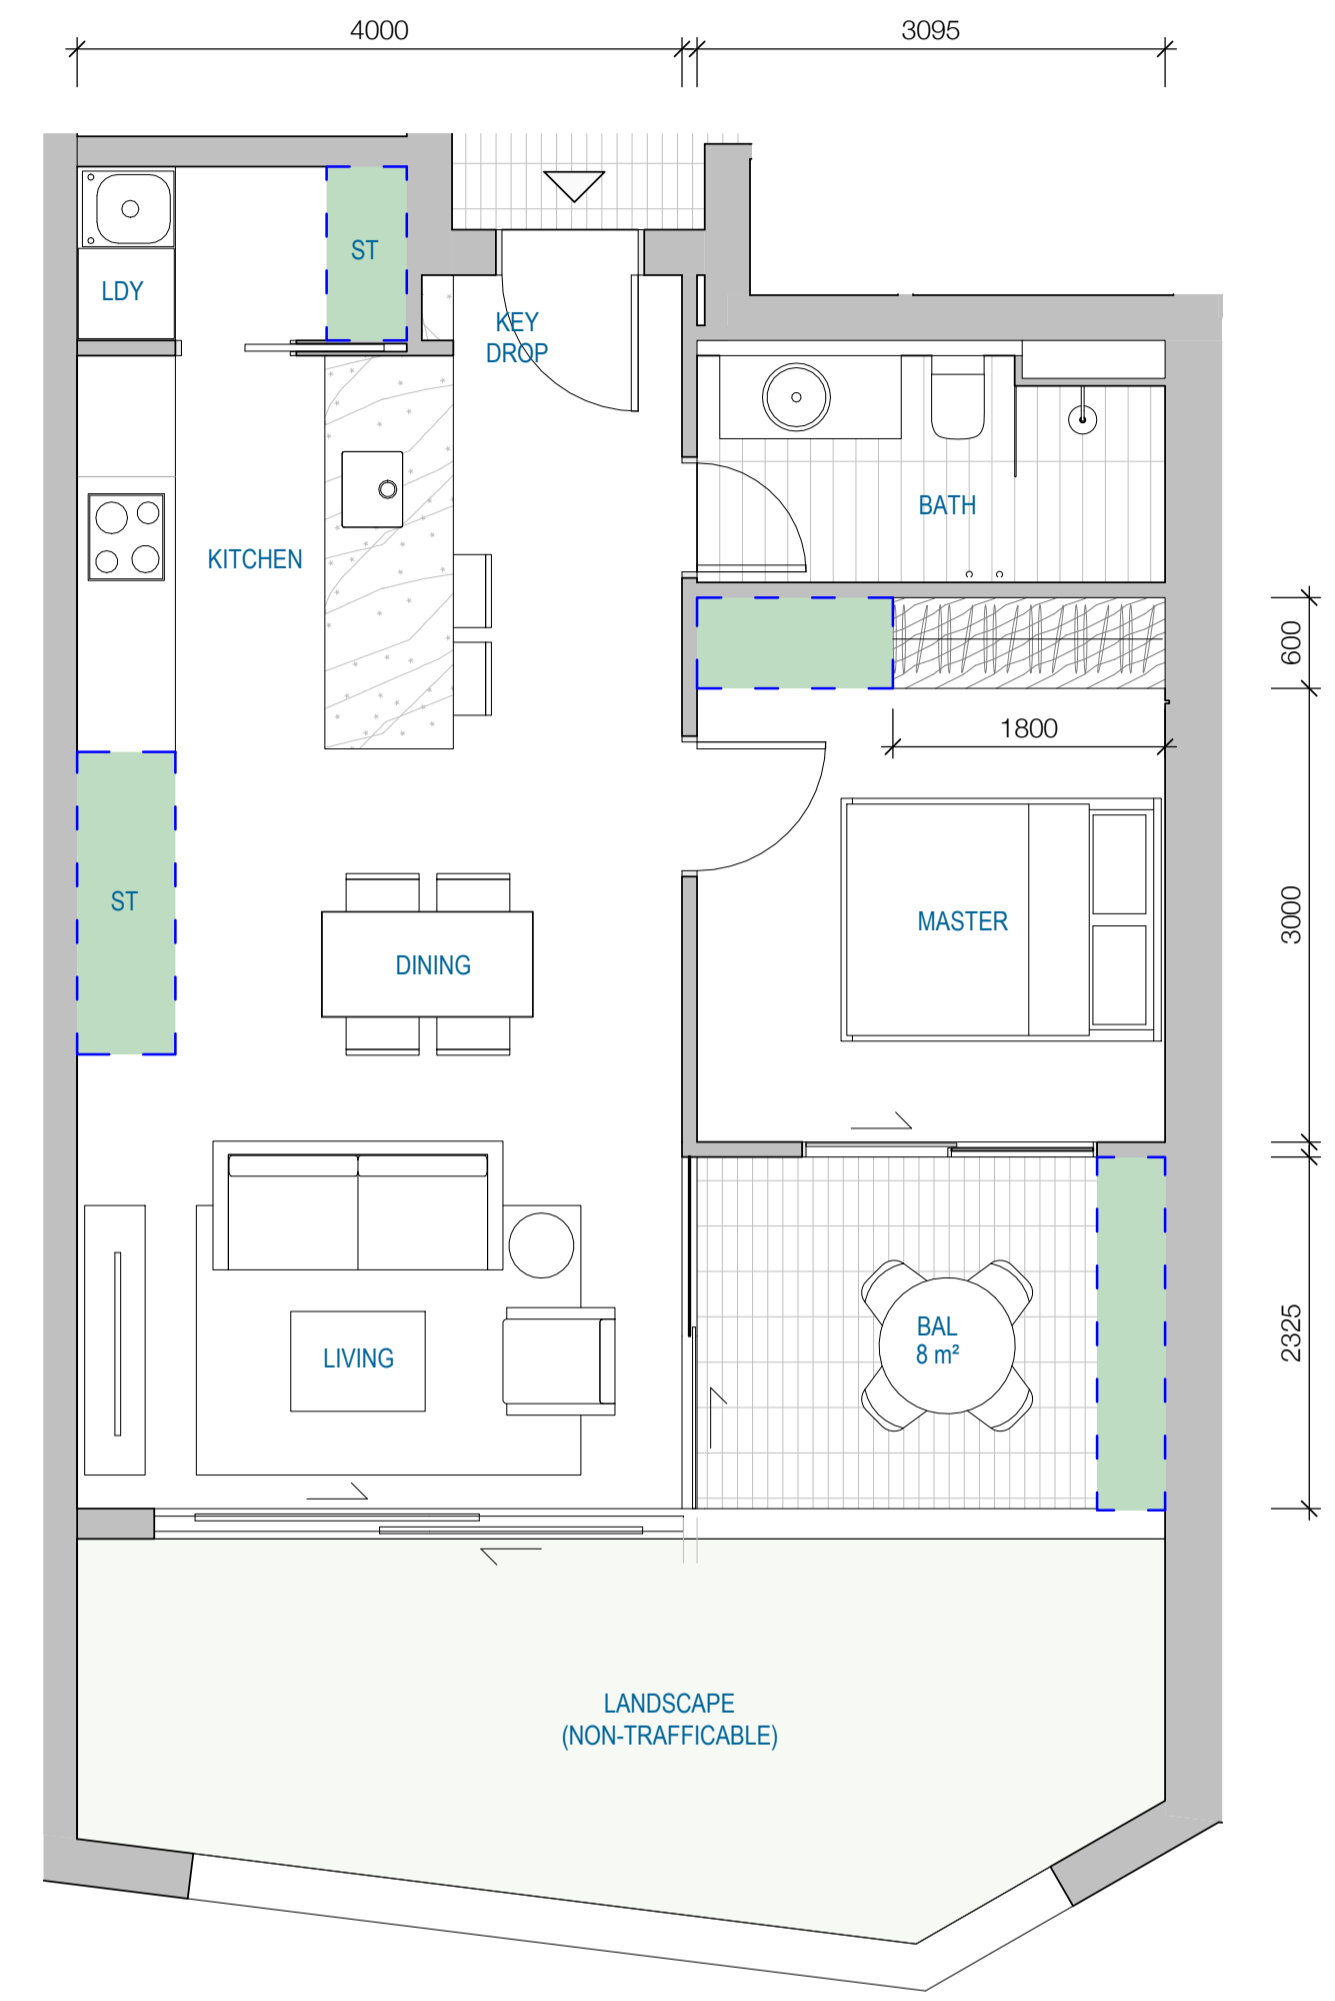 4000
3095
ST
LDY
KEY
DROP
BATH
KITCHEN
600
1800
3000
ST
MASTER
DINING
BAL
8 m²
2325
LIVING
LANDSCAPE
(NON-TRAFFICABLE)